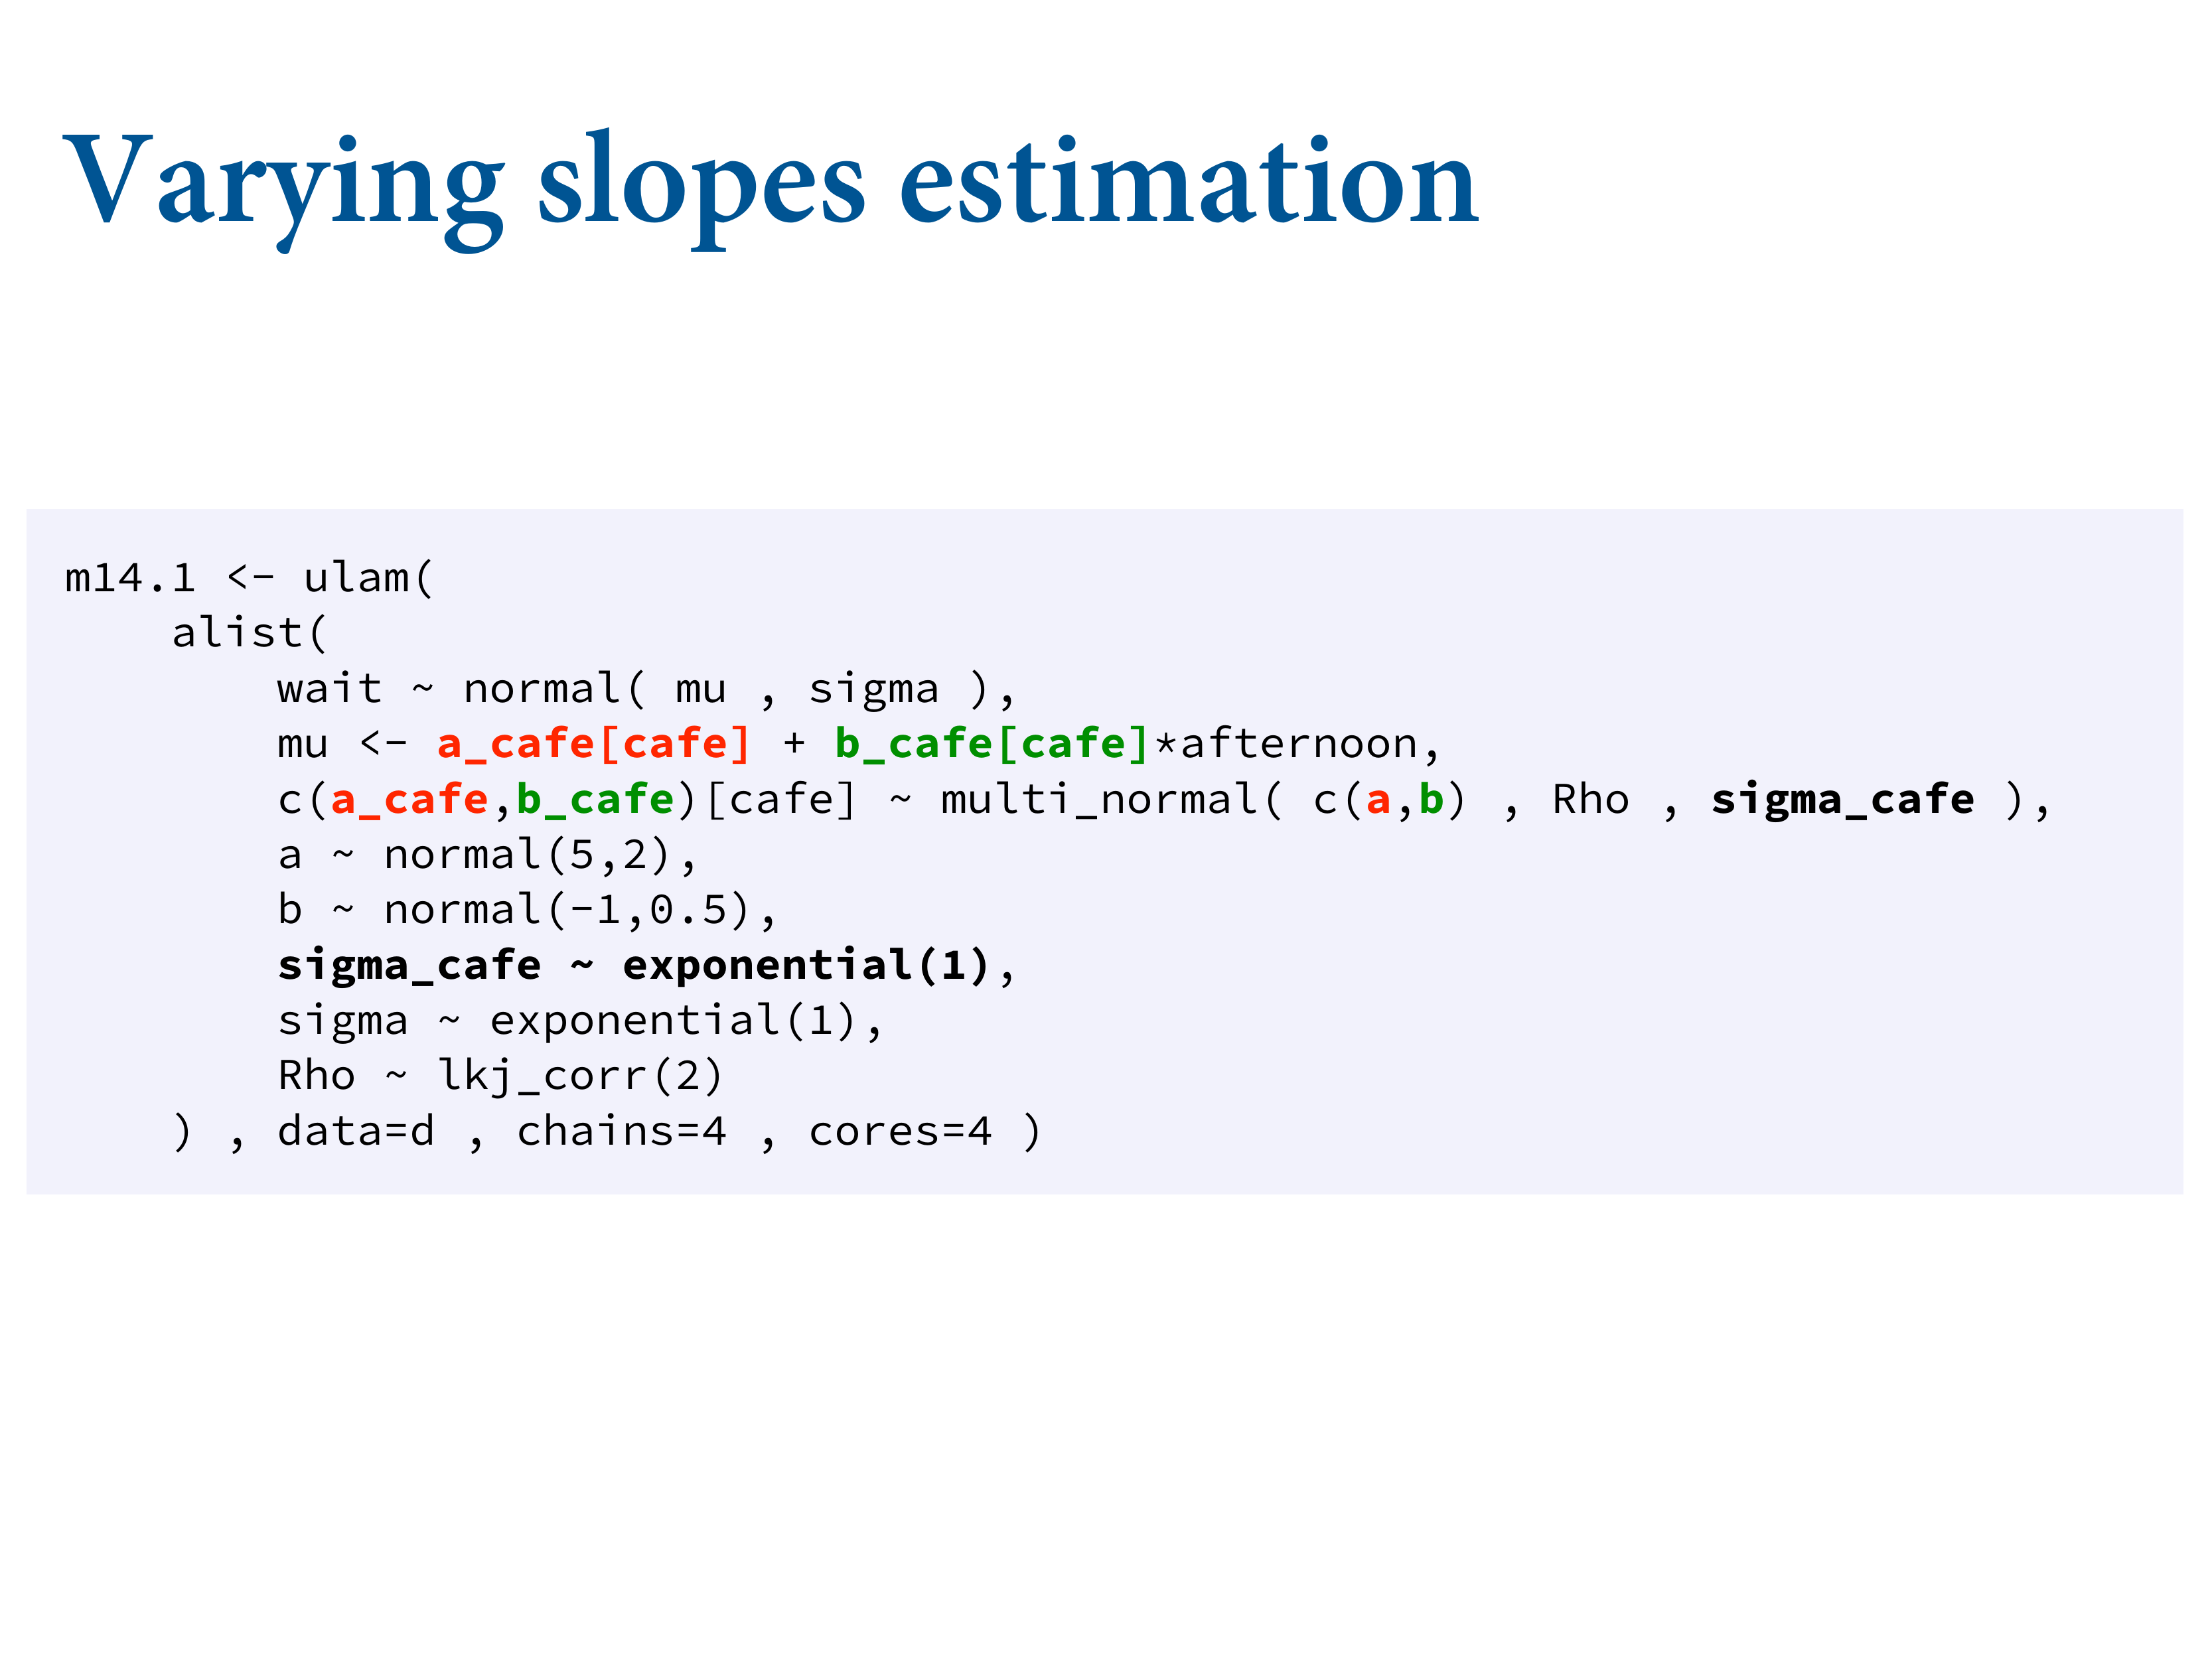 Varying slopes estimation
m14.1 <- ulam(
    alist(
        wait ~ normal( mu , sigma ),
        mu <- a_cafe[cafe] + b_cafe[cafe]*afternoon,
        c(a_cafe,b_cafe)[cafe] ~ multi_normal( c(a,b) , Rho , sigma_cafe ),
        a ~ normal(5,2),
        b ~ normal(-1,0.5),
        sigma_cafe ~ exponential(1),
        sigma ~ exponential(1),
        Rho ~ lkj_corr(2)
    ) , data=d , chains=4 , cores=4 )